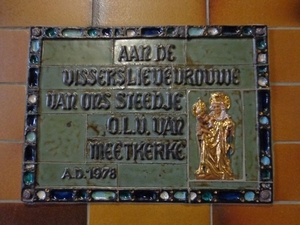 AAN DE
VISSERSLIEVEVROUWE
VAN ONS STEEDJE
O.L.V. VAN
MEETKERKE
A.D. 1978